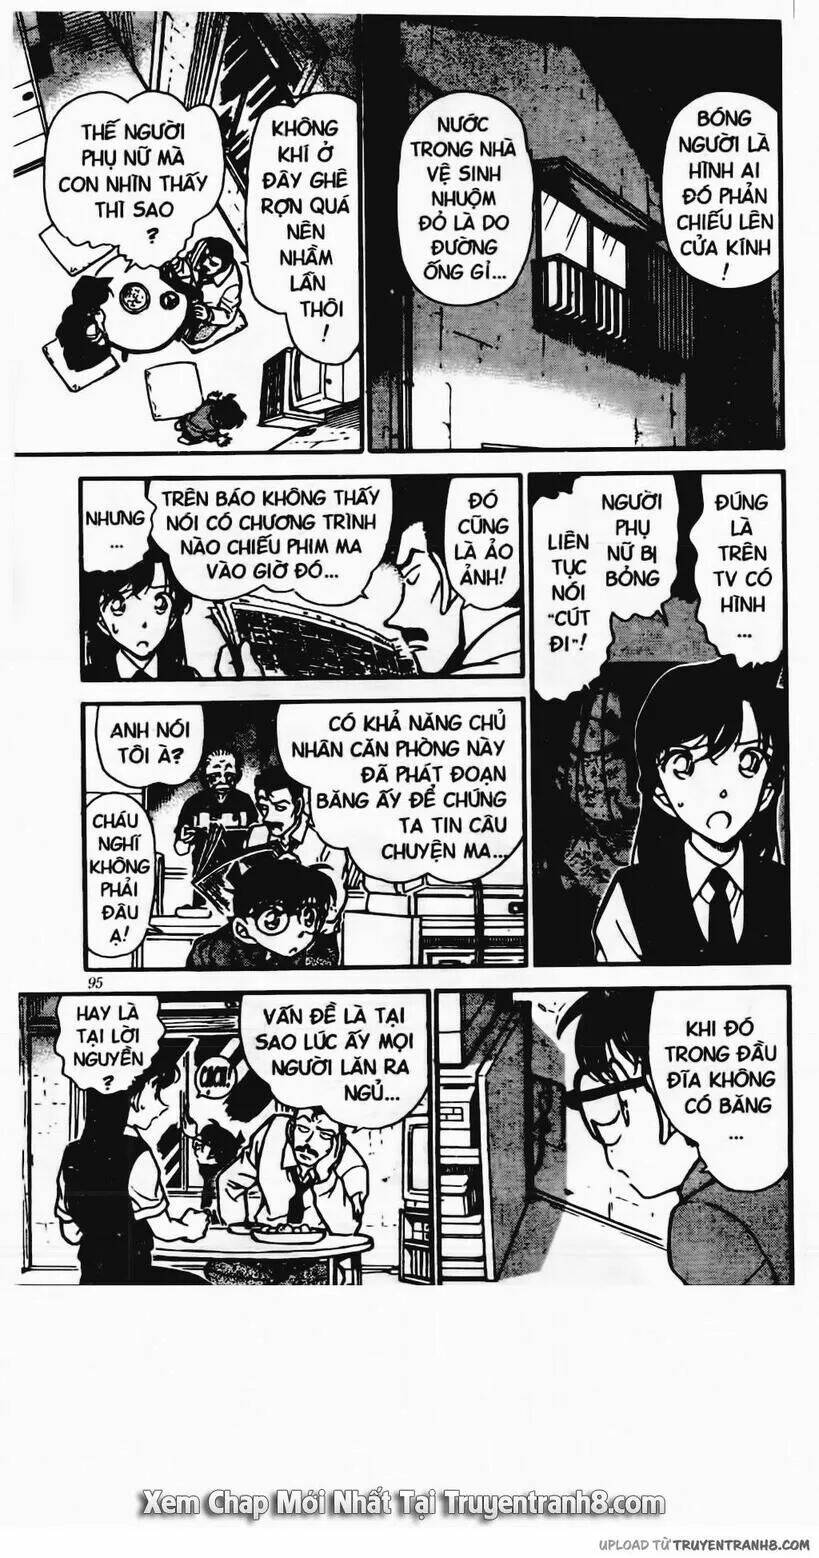 BÓNG
NGƯỜI LÀ
HÌNH AI
ĐÓ PHẢN
CHIẾU LÊN
CỬA KÍNH
!
NƯỚC
TRONG NHÀ
VỆ SINH
NHUỘM
ĐỎ LÀ DO
ĐƯỜNG
ỐNG GỈ...
KHÔNG
KHÍ Ở
ĐÂY GHÊ
RỢN QUÁ
NÊN
NHẦM
LẪN
THÔI
!
THẾ NGƯỜI
PHỤ NỮ MÀ
CON NHÌN THẤY
THÌ SAO
?
ĐÚNG
LÀ
TRÊN
TV CÓ
HÌNH
...
NGƯỜI
PHỤ
NỮ BỊ
BỎNG
LIÊN
TỤC
NÓI
"CÚT
ĐI"!
ĐÓ
CŨNG
LÀ ẢO
ẢNH!
TRÊN BÁO KHÔNG THẤY
NÓI CÓ CHƯƠNG TRÌNH
NÀO CHIẾU PHIM MA
VÀO GIỜ ĐÓ...
NHƯNG
...
CÓ KHẢ NĂNG CHỦ
NHÂN CĂN PHÒNG NÀY
ĐÃ PHÁT ĐOẠN
BĂNG ẤY ĐỂ CHÚNG
TA TIN CÂU
CHUYỆN MA...
ANH NÓI
TÔI À?
CHÁU
NGHĨ
KHÔNG
PHẢI
ĐÂU
Ạ!
95
KHI ĐÓ
TRONG ĐẦU
ĐĨA KHÔNG
CÓ BĂNG
...
VẤN ĐỀ LÀ TẠI
SAO LÚC ẤY MỌI
NGƯỜI LĂN RA
NGỦ...
HAY LÀ
TẠI LỜI
NGUYỀN
?
Xem Chap Mới Nhất Tại Truyentranh8.com
UPLOAD TỪ TRUYENTRANH8.COM